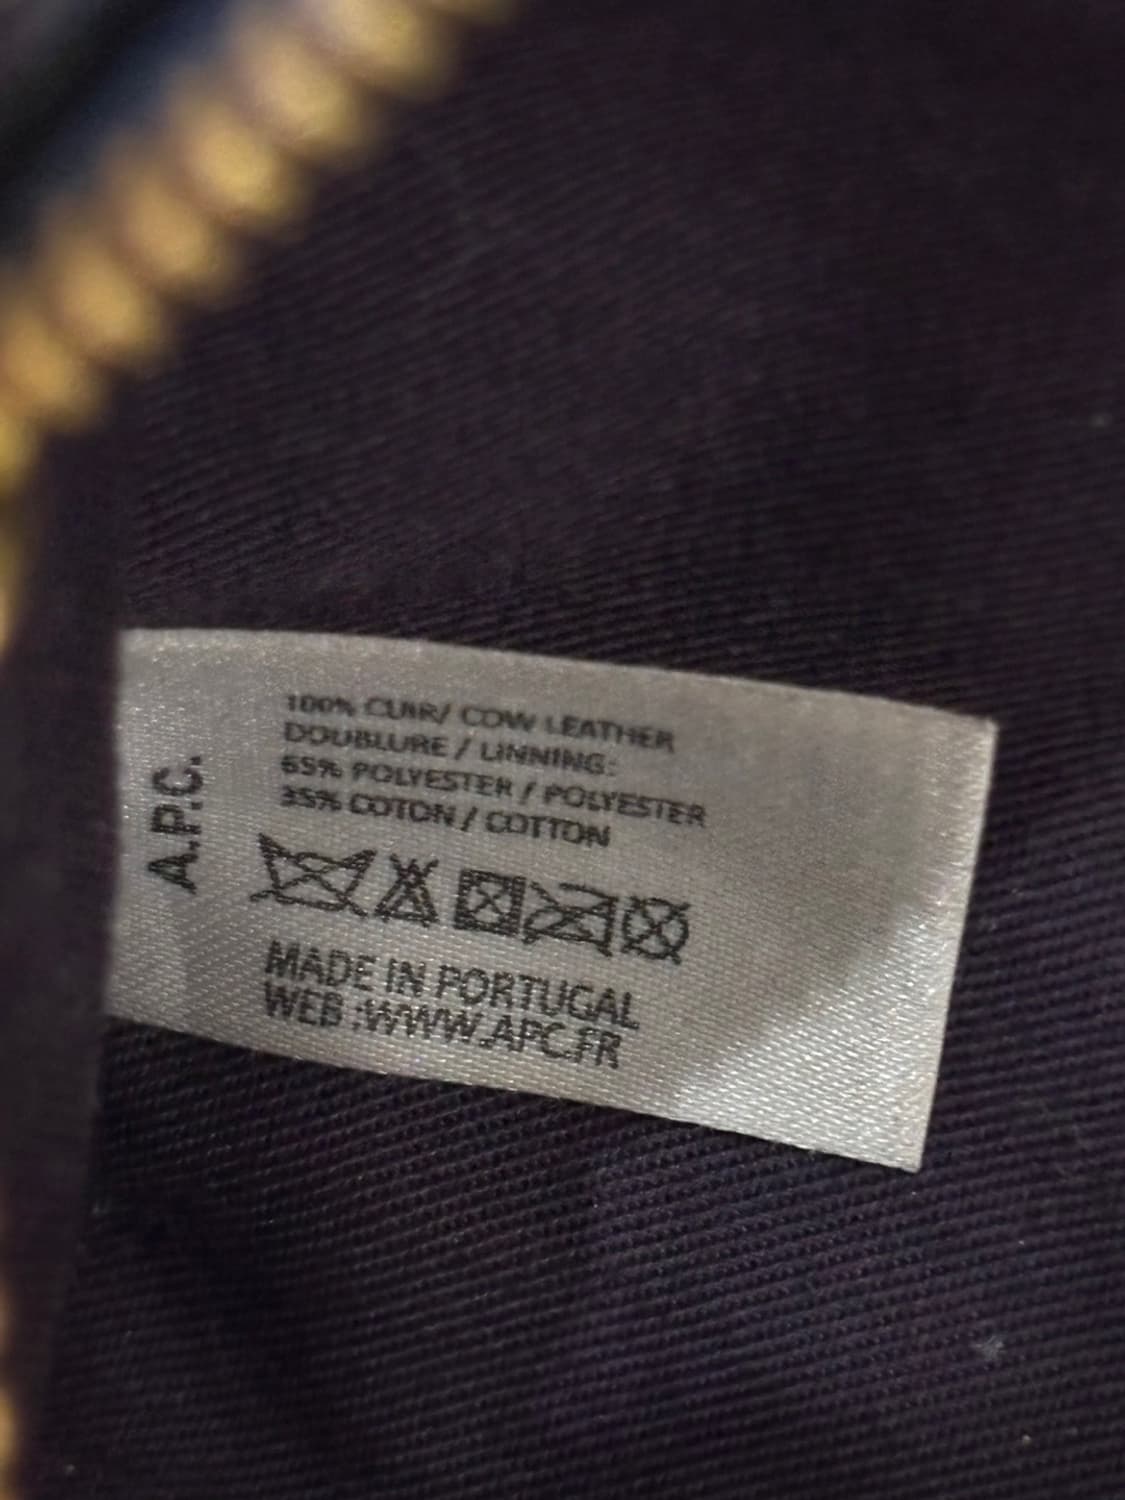 A.P.C.
100% CUIR/ COW LEATHER
DOUBLURE / LINNING:
65% POLYESTER / POLYESTER
35% COTON / COTTON
MADE IN PORTUGAL
WEB :WWW.APC.FR